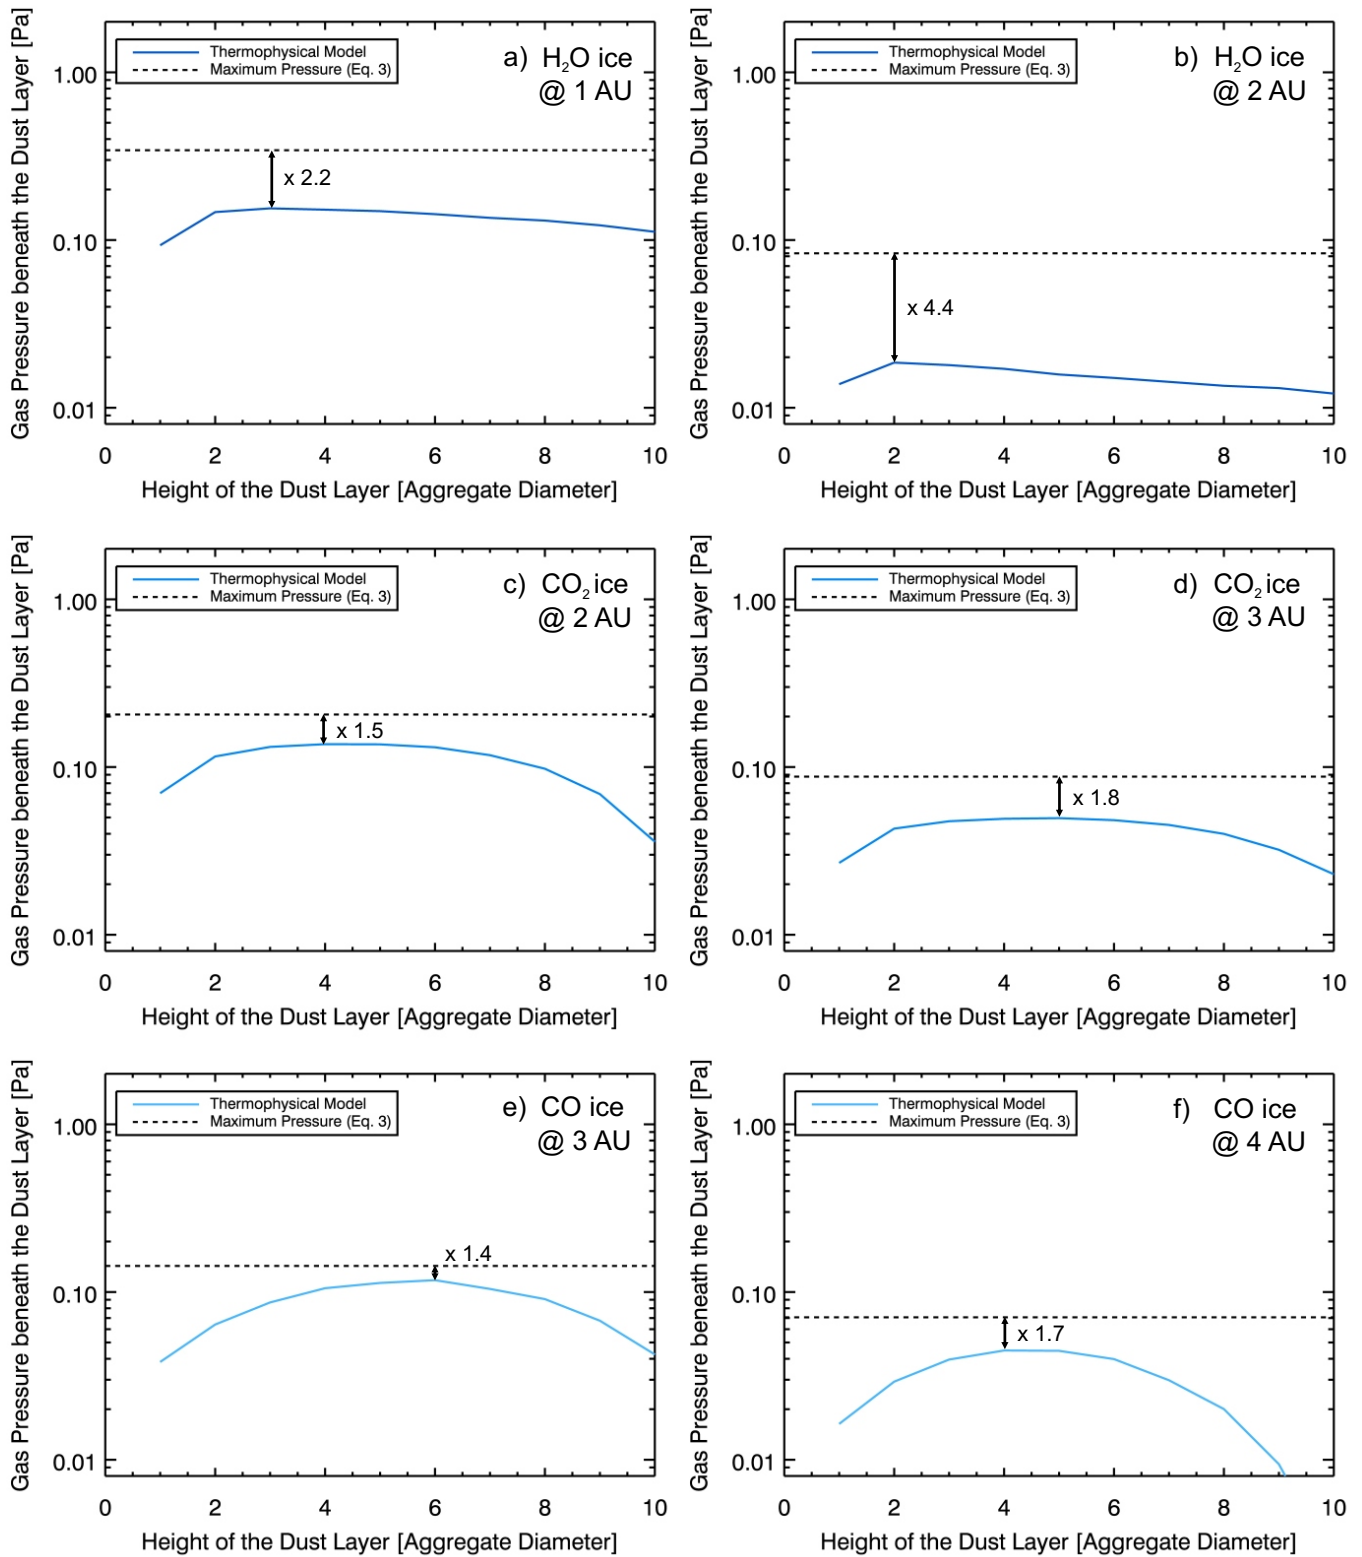 Gas Pressure beneath the Dust Layer [Pa]
Thermophysical Model
Maximum Pressure (Eq. 3)
a) H₂O ice
@ 1 AU
1.00
0.10
0.01
x 2.2
0 2 4 6 8 10
Height of the Dust Layer [Aggregate Diameter]
Gas Pressure beneath the Dust Layer [Pa]
Thermophysical Model
Maximum Pressure (Eq. 3)
b) H₂O ice
@ 2 AU
1.00
0.10
0.01
x 4.4
0 2 4 6 8 10
Height of the Dust Layer [Aggregate Diameter]
Gas Pressure beneath the Dust Layer [Pa]
Thermophysical Model
Maximum Pressure (Eq. 3)
c) CO₂ ice
@ 2 AU
1.00
0.10
0.01
x 1.5
0 2 4 6 8 10
Height of the Dust Layer [Aggregate Diameter]
Gas Pressure beneath the Dust Layer [Pa]
Thermophysical Model
Maximum Pressure (Eq. 3)
d) CO₂ ice
@ 3 AU
1.00
0.10
0.01
x 1.8
0 2 4 6 8 10
Height of the Dust Layer [Aggregate Diameter]
Gas Pressure beneath the Dust Layer [Pa]
Thermophysical Model
Maximum Pressure (Eq. 3)
e) CO ice
@ 3 AU
1.00
0.10
0.01
x 1.4
0 2 4 6 8 10
Height of the Dust Layer [Aggregate Diameter]
Gas Pressure beneath the Dust Layer [Pa]
Thermophysical Model
Maximum Pressure (Eq. 3)
f) CO ice
@ 4 AU
1.00
0.10
0.01
x 1.7
0 2 4 6 8 10
Height of the Dust Layer [Aggregate Diameter]